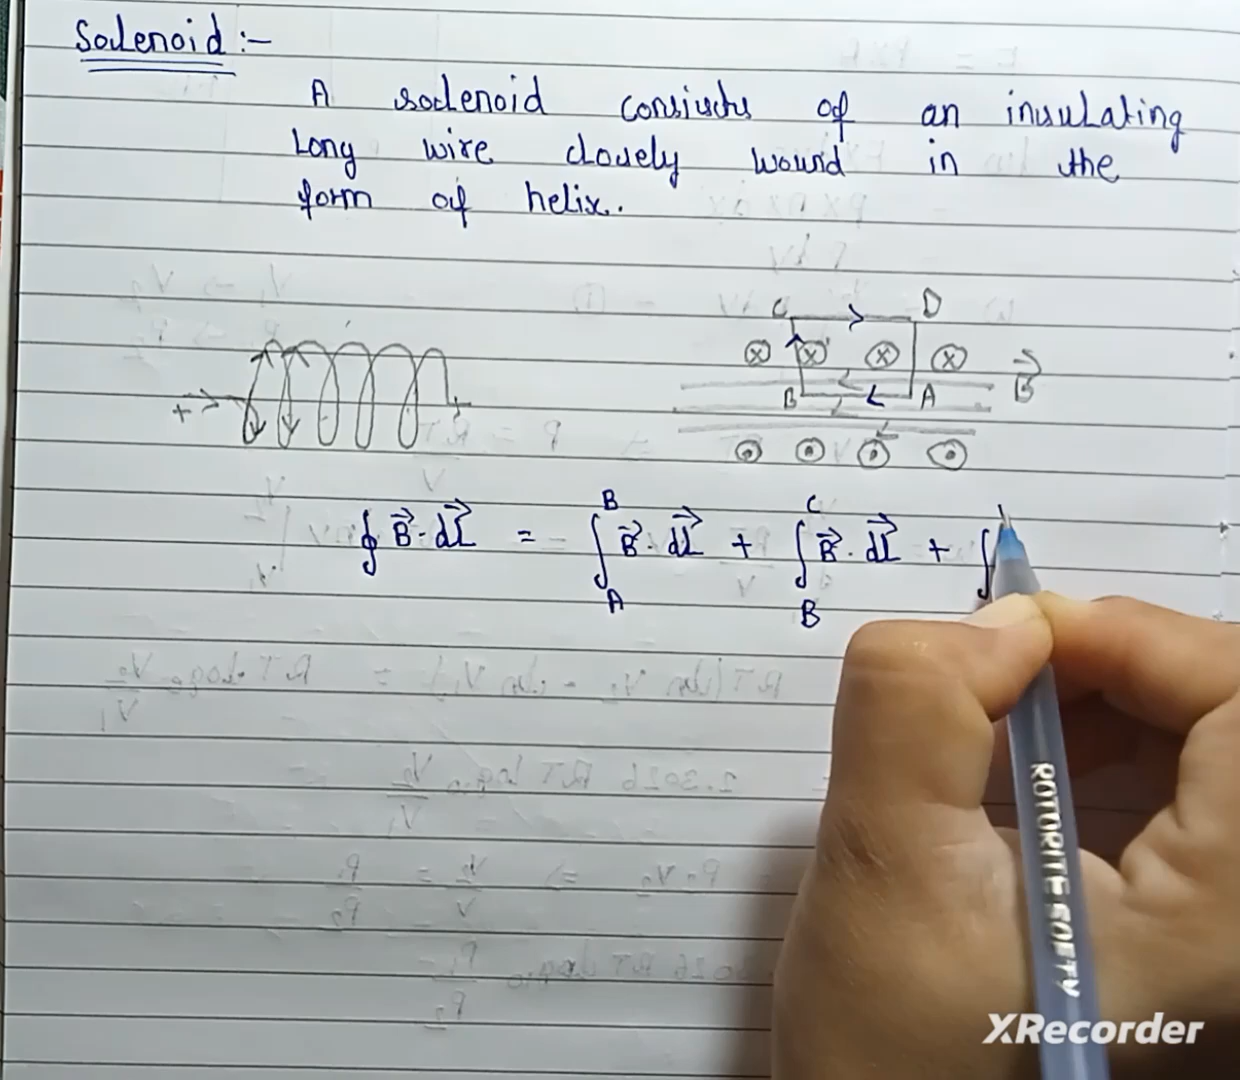 Solenoid :-
A solenoid consists of an insulating
long wire closely wound in the
form of helix.
C D
B A
B⃗
∮ B⃗ · dl⃗ = ∫_A^B B⃗ · dl⃗ + ∫_B^C B⃗ · dl⃗ + ∫
ROTORITE SOFTY
XRecorder